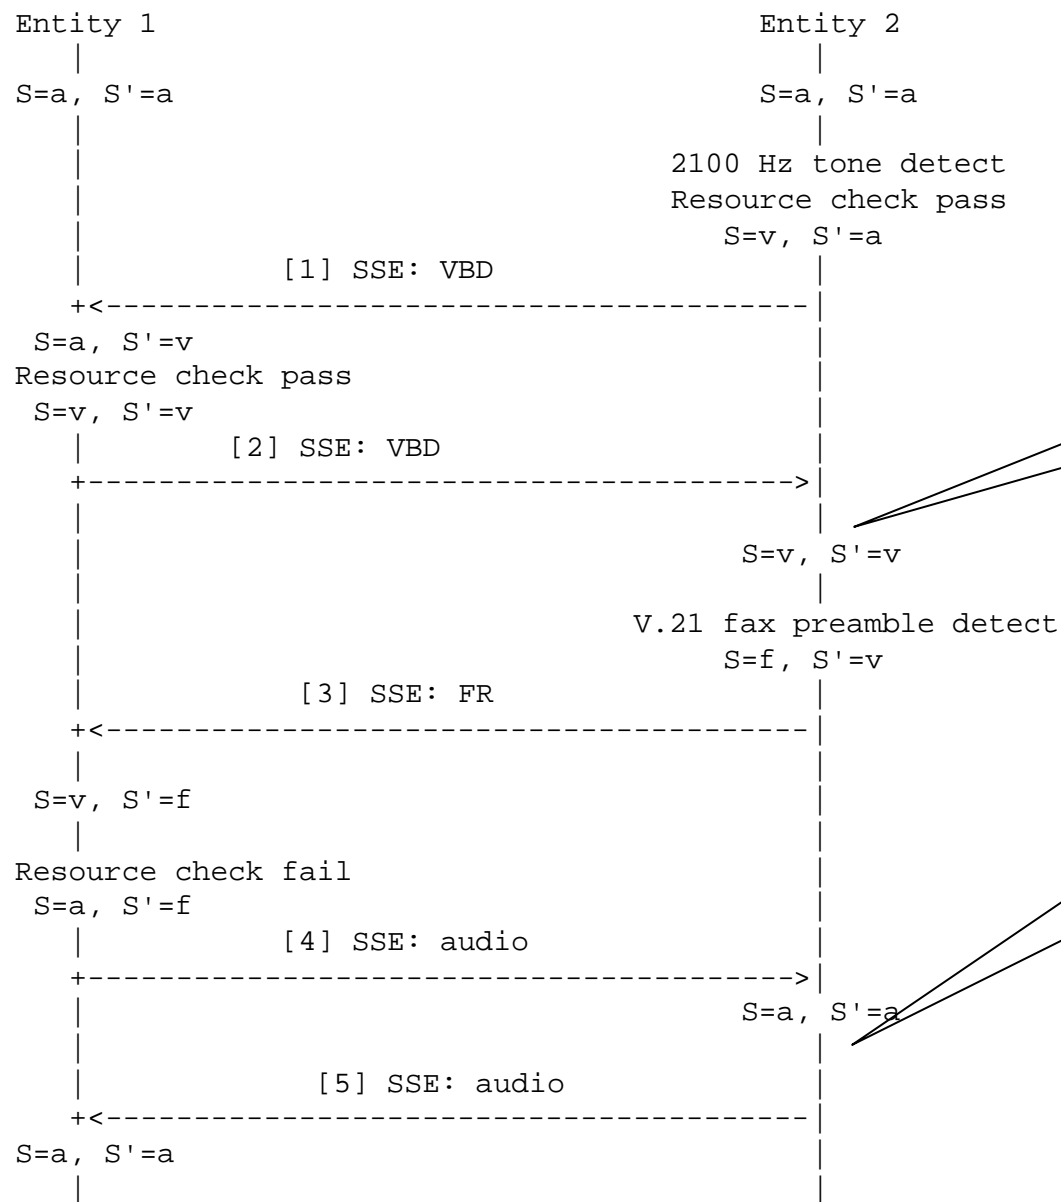 Entity 1 Entity 2
S=a, S'=a S=a, S'=a
2100 Hz tone detect
Resource check pass
S=v, S'=a
[1] SSE: VBD
S=a, S'=v
Resource check pass
S=v, S'=v
[2] SSE: VBD
S=v, S'=v
V.21 fax preamble detect
S=f, S'=v
[3] SSE: FR
S=v, S'=f
Resource check fail
S=a, S'=f
[4] SSE: audio
S=a, S'=a
[5] SSE: audio
S=a, S'=a